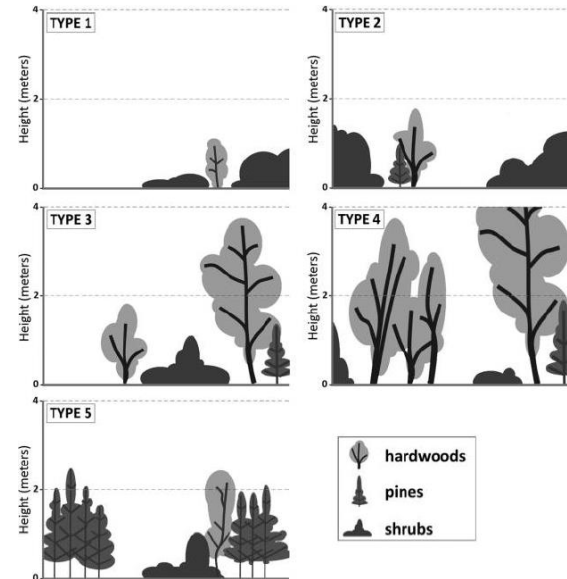 4
TYPE 1
Height (meters)
2
0
4
TYPE 2
Height (meters)
2
0
4
TYPE 3
Height (meters)
2
0
4
TYPE 4
Height (meters)
2
0
4
TYPE 5
Height (meters)
2
0
hardwoods
pines
shrubs